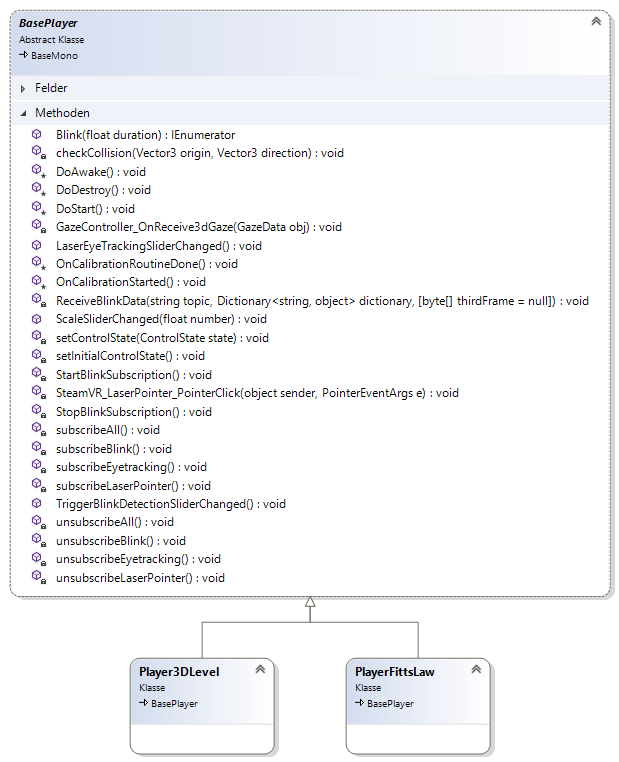 BasePlayer
Abstract Klasse
BaseMono
Felder
Methoden
Blink(float duration) : IEnumerator
checkCollision(Vector3 origin, Vector3 direction) : void
DoAwake() : void
DoDestroy() : void
DoStart() : void
GazeController_OnReceive3dGaze(GazeData obj) : void
LaserEyeTrackingSliderChanged() : void
OnCalibrationRoutineDone() : void
OnCalibrationStarted() : void
ReceiveBlinkData(string topic, Dictionary<string, object> dictionary, [byte[] thirdFrame = null]) : void
ScaleSliderChanged(float number) : void
setControlState(ControlState state) : void
setInitialControlState() : void
StartBlinkSubscription() : void
SteamVR_LaserPointer_PointerClick(object sender, PointerEventArgs e) : void
StopBlinkSubscription() : void
subscribeAll() : void
subscribeBlink() : void
subscribeEyetracking() : void
subscribeLaserPointer() : void
TriggerBlinkDetectionSliderChanged() : void
unsubscribeAll() : void
unsubscribeBlink() : void
unsubscribeEyetracking() : void
unsubscribeLaserPointer() : void
Player3DLevel
Klasse
BasePlayer
PlayerFittsLaw
Klasse
BasePlayer